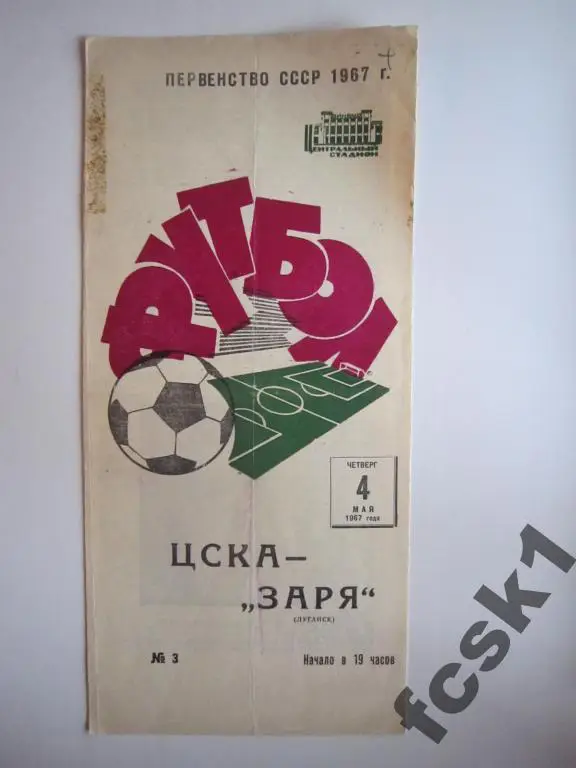 ПЕРВЕНСТВО СССР 1967 г.
ЦЕНТРАЛЬНЫЙ
СТАДИОН
ФУТБОЛ
ЧЕТВЕРГ
4
МАЯ
1967 года
ЦСКА—
„ЗАРЯ“
(ЛУГАНСК)
№ 3
Начало в 19 часов
fcsk1